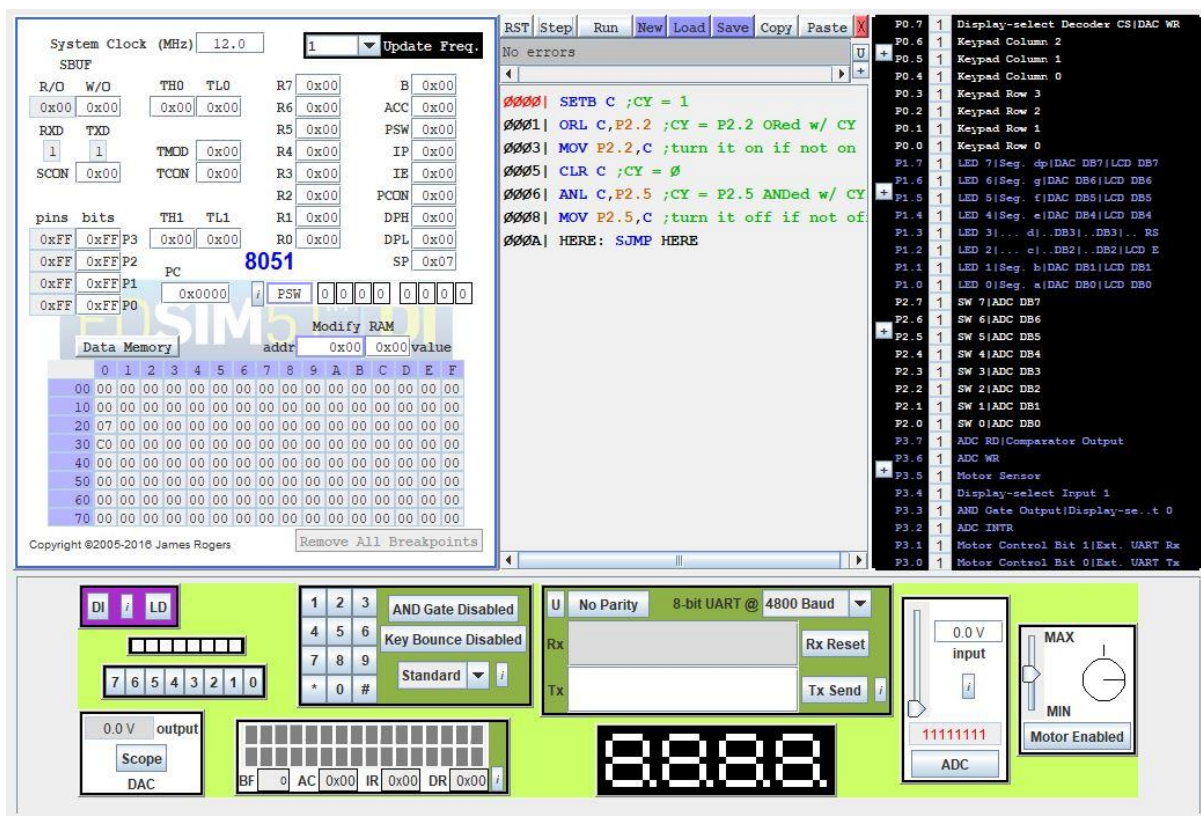 System Clock (MHz) 12.0 1 Update Freq.
SBUF
R/O W/O TH0 TL0 R7 0x00 B 0x00
0x00 0x00 0x00 0x00 R6 0x00 ACC 0x00
RXD TXD R5 0x00 PSW 0x00
1 1 TMOD 0x00 R4 0x00 IP 0x00
SCON 0x00 TCON 0x00 R3 0x00 IE 0x00
R2 0x00 PCON 0x00
pins bits TH1 TL1 R1 0x00 DPH 0x00
0xFF 0xFF P3 0x00 0x00 R0 0x00 DPL 0x00
0xFF 0xFF P2 8051 SP 0x07
0xFF 0xFF P1 PC
0xFF 0xFF P0 0x0000 i PSW 0 0 0 0 0 0 0 0
Modify RAM
Data Memory addr 0x00 0x00 value
0 1 2 3 4 5 6 7 8 9 A B C D E F
00 00 00 00 00 00 00 00 00 00 00 00 00 00 00 00 00
10 00 00 00 00 00 00 00 00 00 00 00 00 00 00 00 00
20 07 00 00 00 00 00 00 00 00 00 00 00 00 00 00 00
30 C0 00 00 00 00 00 00 00 00 00 00 00 00 00 00 00
40 00 00 00 00 00 00 00 00 00 00 00 00 00 00 00 00
50 00 00 00 00 00 00 00 00 00 00 00 00 00 00 00 00
60 00 00 00 00 00 00 00 00 00 00 00 00 00 00 00 00
70 00 00 00 00 00 00 00 00 00 00 00 00 00 00 00 00
Copyright ©2005-2016 James Rogers Remove All Breakpoints
RST Step Run New Load Save Copy Paste X
No errors U
+
0000| SETB C ;CY = 1
0001| ORL C,P2.2 ;CY = P2.2 ORed w/ CY
0003| MOV P2.2,C ;turn it on if not on
0005| CLR C ;CY = 0
0006| ANL C,P2.5 ;CY = P2.5 ANDed w/ CY
0008| MOV P2.5,C ;turn it off if not of
000A| HERE: SJMP HERE
P0.7 1 Display-select Decoder CS|DAC WR
P0.6 1 Keypad Column 2
+ P0.5 1 Keypad Column 1
P0.4 1 Keypad Column 0
P0.3 1 Keypad Row 3
P0.2 1 Keypad Row 2
P0.1 1 Keypad Row 1
P0.0 1 Keypad Row 0
P1.7 1 LED 7|Seg. dp|DAC DB7|LCD DB7
P1.6 1 LED 6|Seg. g|DAC DB6|LCD DB6
+ P1.5 1 LED 5|Seg. f|DAC DB5|LCD DB5
P1.4 1 LED 4|Seg. e|DAC DB4|LCD DB4
P1.3 1 LED 3|... d|..DB3|..DB3|.. RS
P1.2 1 LED 2|... c|..DB2|..DB2|LCD E
P1.1 1 LED 1|Seg. b|DAC DB1|LCD DB1
P1.0 1 LED 0|Seg. a|DAC DB0|LCD DB0
P2.7 1 SW 7|ADC DB7
P2.6 1 SW 6|ADC DB6
+ P2.5 1 SW 5|ADC DB5
P2.4 1 SW 4|ADC DB4
P2.3 1 SW 3|ADC DB3
P2.2 1 SW 2|ADC DB2
P2.1 1 SW 1|ADC DB1
P2.0 1 SW 0|ADC DB0
P3.7 1 ADC RD|Comparator Output
P3.6 1 ADC WR
+ P3.5 1 Motor Sensor
P3.4 1 Display-select Input 1
P3.3 1 AND Gate Output|Display-se..t 0
P3.2 1 ADC INTR
P3.1 1 Motor Control Bit 1|Ext. UART Rx
P3.0 1 Motor Control Bit 0|Ext. UART Tx
DI i LD
7 6 5 4 3 2 1 0
0.0 V output
Scope
DAC
1 2 3 AND Gate Disabled
4 5 6 Key Bounce Disabled
7 8 9 Standard i
* 0 #
BF 0 AC 0x00 IR 0x00 DR 0x00 i
U No Parity 8-bit UART @ 4800 Baud
Rx Rx Reset
Tx Tx Send i
8.8.8.8.
0.0 V
input
i
11111111
ADC
MAX
MIN
Motor Enabled